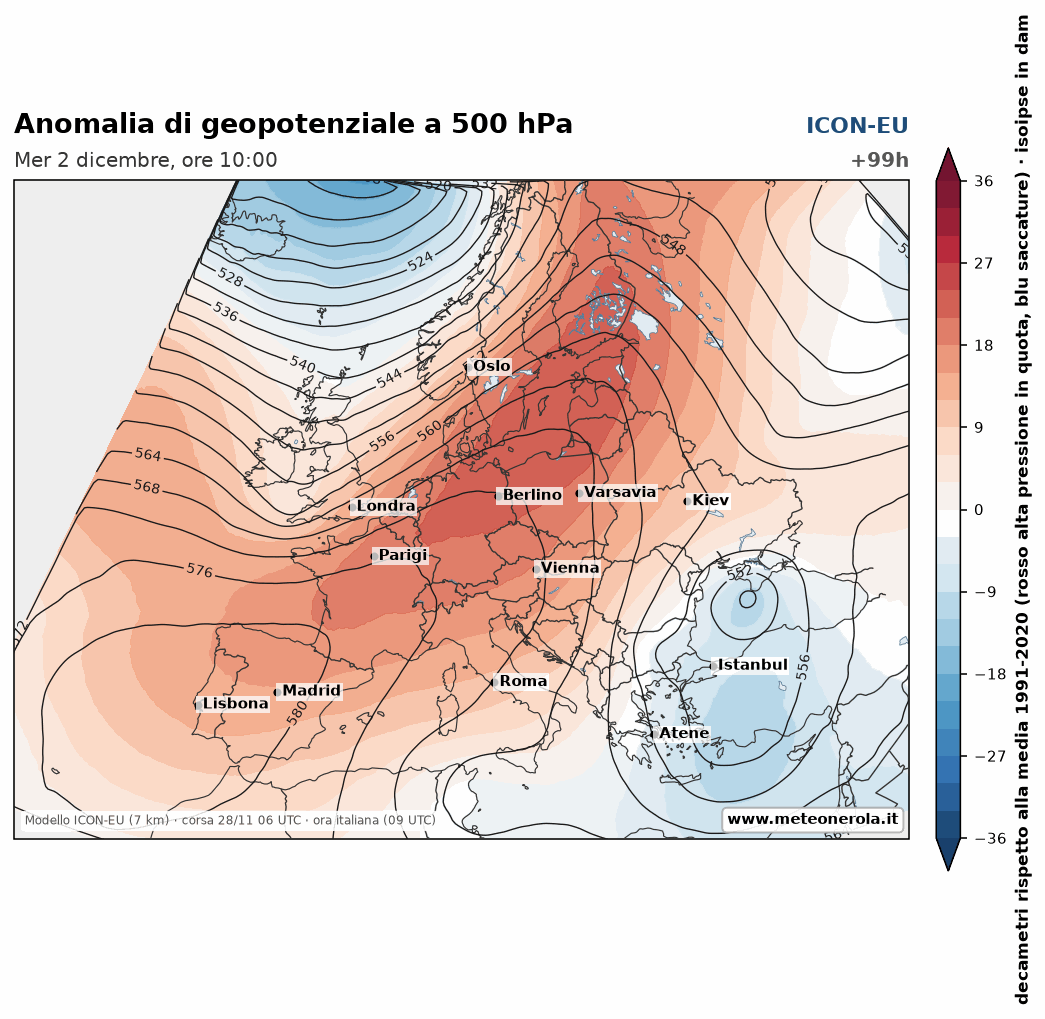 Anomalia di geopotenziale a 500 hPa
ICON-EU
Mer 2 dicembre, ore 10:00
+99h
548
524
528
536
540
544
556
560
564
568
576
580
552
556
Oslo
Londra
Berlino
Varsavia
Kiev
Parigi
Vienna
Istanbul
Roma
Madrid
Lisbona
Atene
Modello ICON-EU (7 km) · corsa 28/11 06 UTC · ora italiana (09 UTC)
www.meteonerola.it
36
27
18
9
0
−9
−18
−27
−36
decametri rispetto alla media 1991-2020 (rosso alta pressione in quota, blu saccature) · isoipse in dam